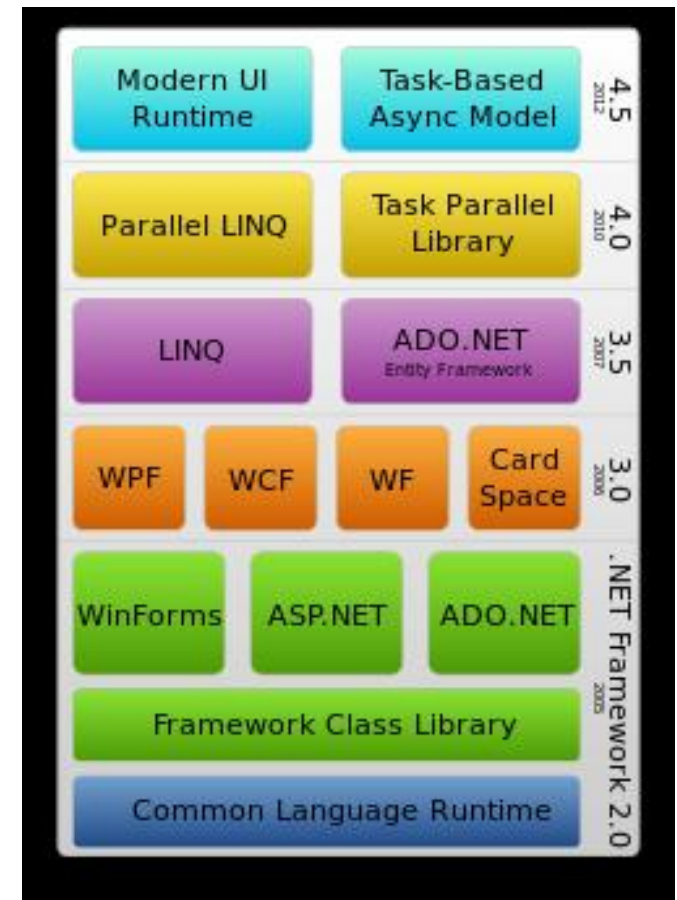 Modern UI
Runtime
Task-Based
Async Model
4.5
2012
Parallel LINQ
Task Parallel
Library
4.0
2010
LINQ
ADO.NET
Entity Framework
3.5
2007
WPF
WCF
WF
Card
Space
3.0
2006
WinForms
ASP.NET
ADO.NET
Framework Class Library
Common Language Runtime
.NET Framework 2.0
2005